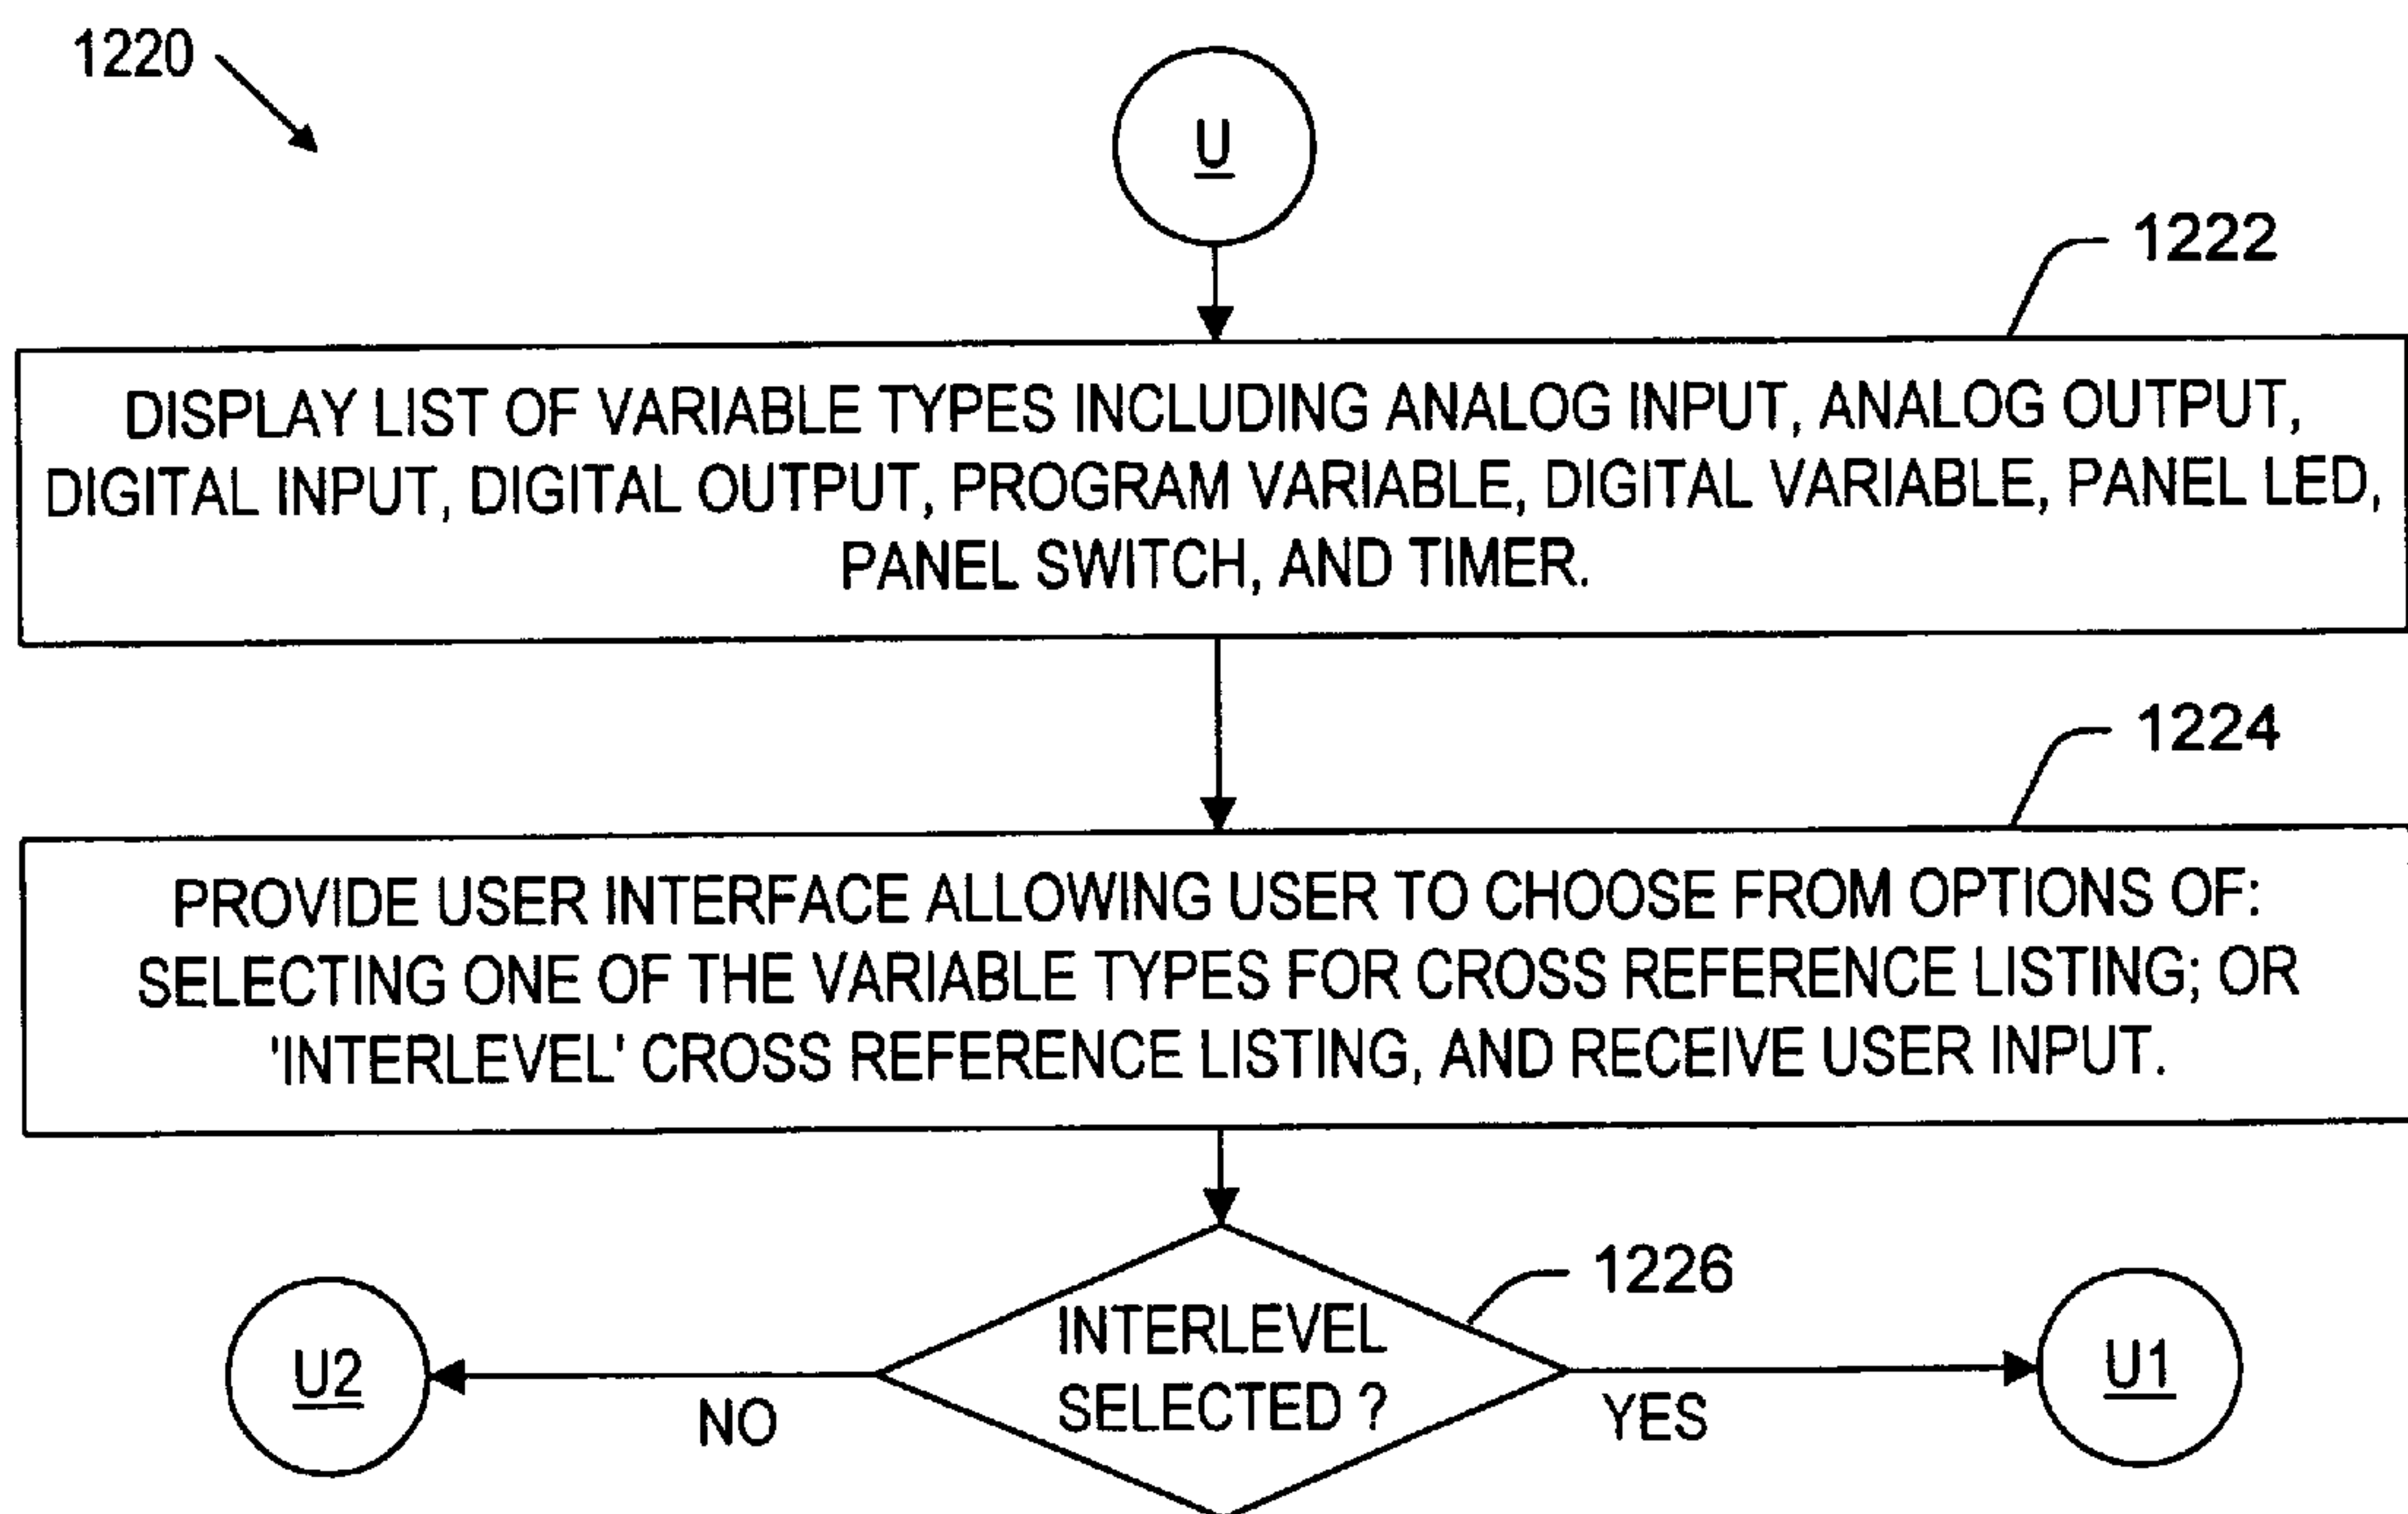 1220
U
1222
DISPLAY LIST OF VARIABLE TYPES INCLUDING ANALOG INPUT, ANALOG OUTPUT,
DIGITAL INPUT, DIGITAL OUTPUT, PROGRAM VARIABLE, DIGITAL VARIABLE, PANEL LED,
PANEL SWITCH, AND TIMER.
1224
PROVIDE USER INTERFACE ALLOWING USER TO CHOOSE FROM OPTIONS OF:
SELECTING ONE OF THE VARIABLE TYPES FOR CROSS REFERENCE LISTING; OR
'INTERLEVEL' CROSS REFERENCE LISTING, AND RECEIVE USER INPUT.
1226
INTERLEVEL
SELECTED ?
U2
NO
YES
U1